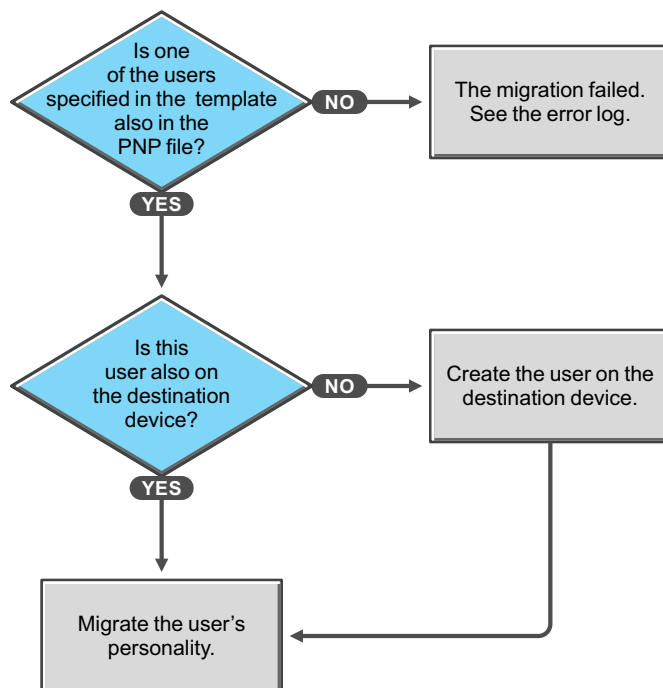 Is one
of the users
specified in the template
also in the
PNP file?
NO
The migration failed.
See the error log.
YES
Is this
user also on
the destination
device?
NO
Create the user on the
destination device.
YES
Migrate the user’s
personality.